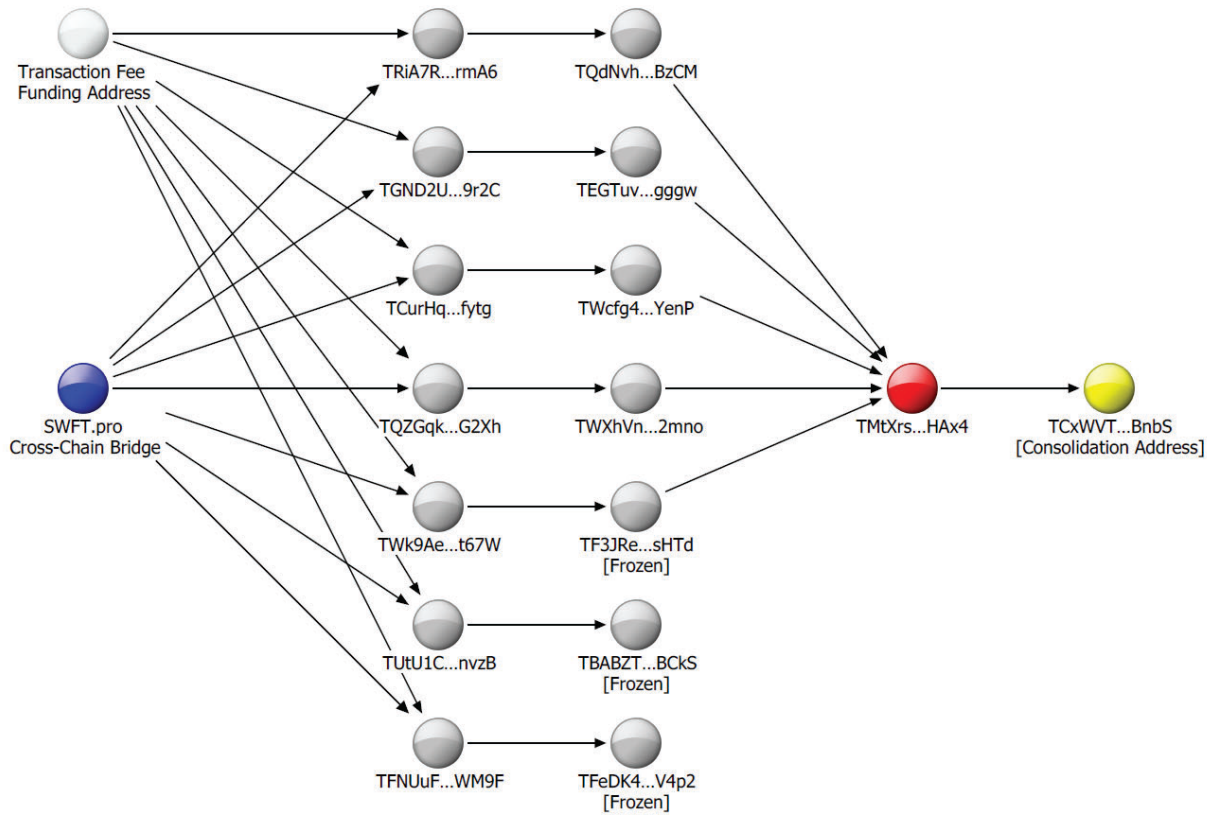 Transaction Fee
Funding Address
TRiA7R...rmA6
TQdNvh...BzCM
TGND2U...9r2C
TEGTuv...gggw
TCurHq...fytg
TWcfg4...YenP
SWFT.pro
Cross-Chain Bridge
TQZGqk...G2Xh
TWXhVn...2mno
TMtXrs...HAx4
TCxWVT...BnbS
[Consolidation Address]
TWk9Ae...t67W
TF3JRe...sHTd
[Frozen]
TUtU1C...nvzB
TBABZT...BCkS
[Frozen]
TFNUuF...WM9F
TFeDK4...V4p2
[Frozen]